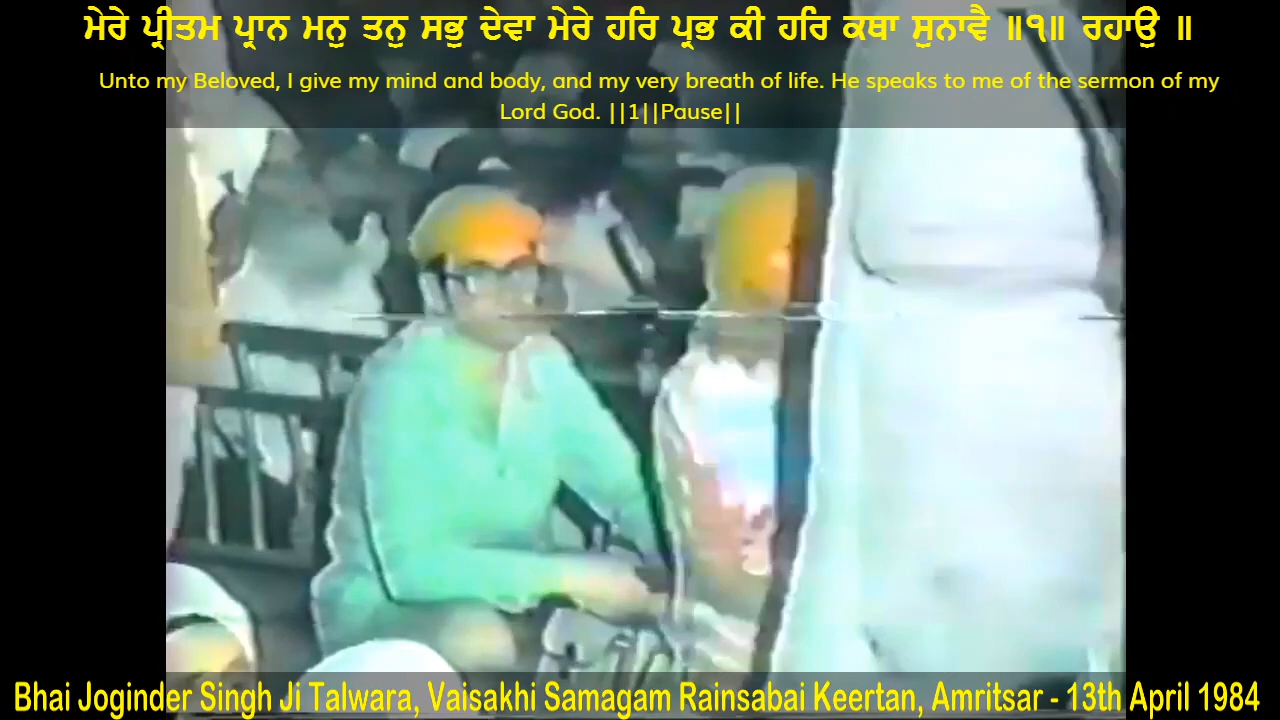 ਮੇਰੇ ਪ੍ਰੀਤਮ ਪ੍ਰਾਨ ਮਨੁ ਤਨੁ ਸਭੁ ਦੇਵਾ ਮੇਰੇ ਹਰਿ ਪ੍ਰਭ ਕੀ ਹਰਿ ਕਥਾ ਸੁਨਾਵੈ ॥੧॥ ਰਹਾਉ ॥
Unto my Beloved, I give my mind and body, and my very breath of life. He speaks to me of the sermon of my
Lord God. ||1||Pause||
Bhai Joginder Singh Ji Talwara, Vaisakhi Samagam Rainsabai Keertan, Amritsar - 13th April 1984